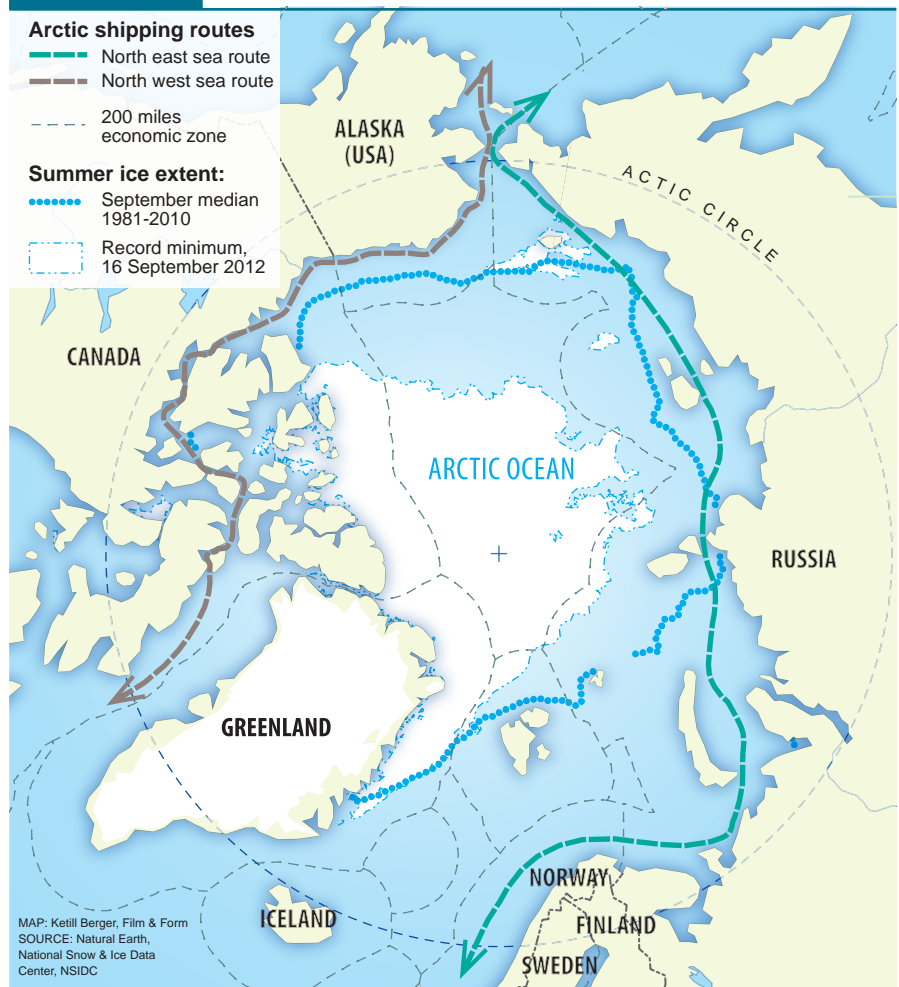 Arctic shipping routes
North east sea route
North west sea route
200 miles
economic zone
Summer ice extent:
September median
1981-2010
Record minimum,
16 September 2012
ALASKA
(USA)
ACTIC CIRCLE
CANADA
ARCTIC OCEAN
RUSSIA
GREENLAND
NORWAY
ICELAND
FINLAND
SWEDEN
MAP: Ketill Berger, Film & Form
SOURCE: Natural Earth,
National Snow & Ice Data
Center, NSIDC